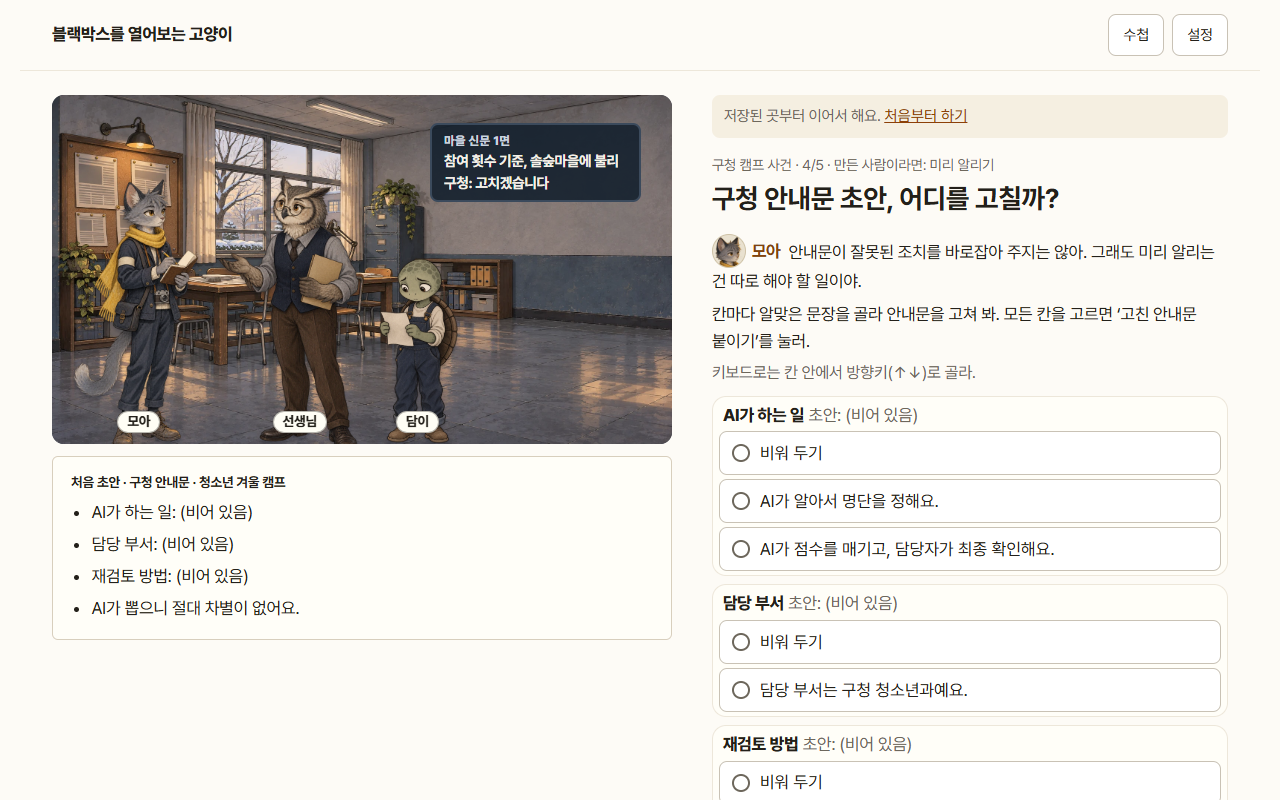 블랙박스를 열어보는 고양이
수첩
설정
마을 신문 1면
참여 횟수 기준, 솔숲마을에 불리
구청: 고치겠습니다
모아
선생님
담이
처음 초안 · 구청 안내문 · 청소년 겨울 캠프
• AI가 하는 일: (비어 있음)
• 담당 부서: (비어 있음)
• 재검토 방법: (비어 있음)
• AI가 뽑으니 절대 차별이 없어요.
저장된 곳부터 이어서 해요. 처음부터 하기
구청 캠프 사건 · 4/5 · 만든 사람이라면: 미리 알리기
구청 안내문 초안, 어디를 고칠까?
모아 안내문이 잘못된 조치를 바로잡아 주지는 않아. 그래도 미리 알리는
건 따로 해야 할 일이야.
칸마다 알맞은 문장을 골라 안내문을 고쳐 봐. 모든 칸을 고르면 ‘고친 안내문
붙이기’를 눌러.
키보드로는 칸 안에서 방향키(↑↓)로 골라.
AI가 하는 일 초안: (비어 있음)
비워 두기
AI가 알아서 명단을 정해요.
AI가 점수를 매기고, 담당자가 최종 확인해요.
담당 부서 초안: (비어 있음)
비워 두기
담당 부서는 구청 청소년과예요.
재검토 방법 초안: (비어 있음)
비워 두기